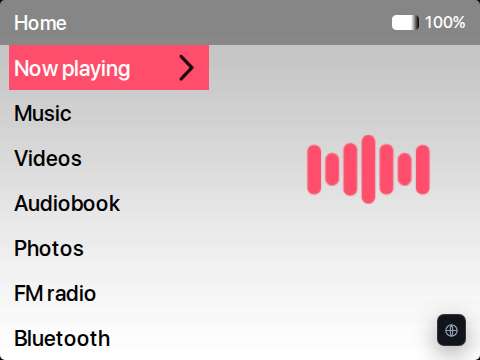 Home
100%
Now playing
Music
Videos
Audiobook
Photos
FM radio
Bluetooth